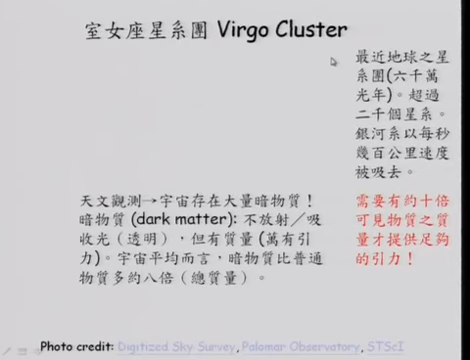 室女座星系團 Virgo Cluster
最近地球之星
系團(六千萬
光年)。超過
二千個星系。
銀河系以每秒
幾百公里速度
被吸去。
天文觀測→宇宙存在大量暗物質！
暗物質 (dark matter): 不放射／吸
收光（透明），但有質量 (萬有引
力)。宇宙平均而言，暗物質比普通
物質多約八倍（總質量）。
需要有約十倍
可見物質之質
量才提供足夠
的引力！
Photo credit: Digitized Sky Survey, Palomar Observatory, STScI